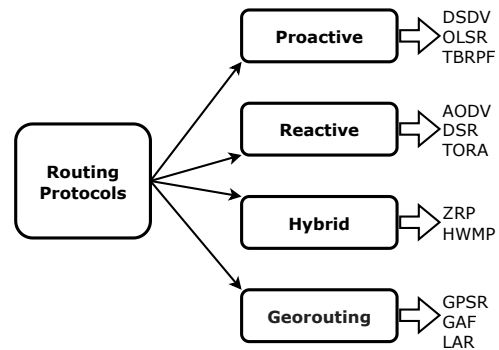 Routing
Protocols
Proactive
DSDV
OLSR
TBRPF
Reactive
AODV
DSR
TORA
Hybrid
ZRP
HWMP
Georouting
GPSR
GAF
LAR